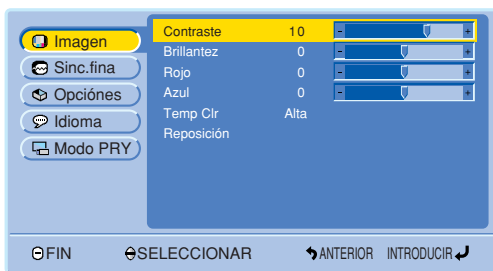 Imagen
Sinc.fina
Opciónes
Idioma
Modo PRY
Contraste 10 - +
Brillantez 0 - +
Rojo 0 - +
Azul 0 - +
Temp Clr Alta
Reposición
FIN SELECCIONAR ANTERIOR INTRODUCIR